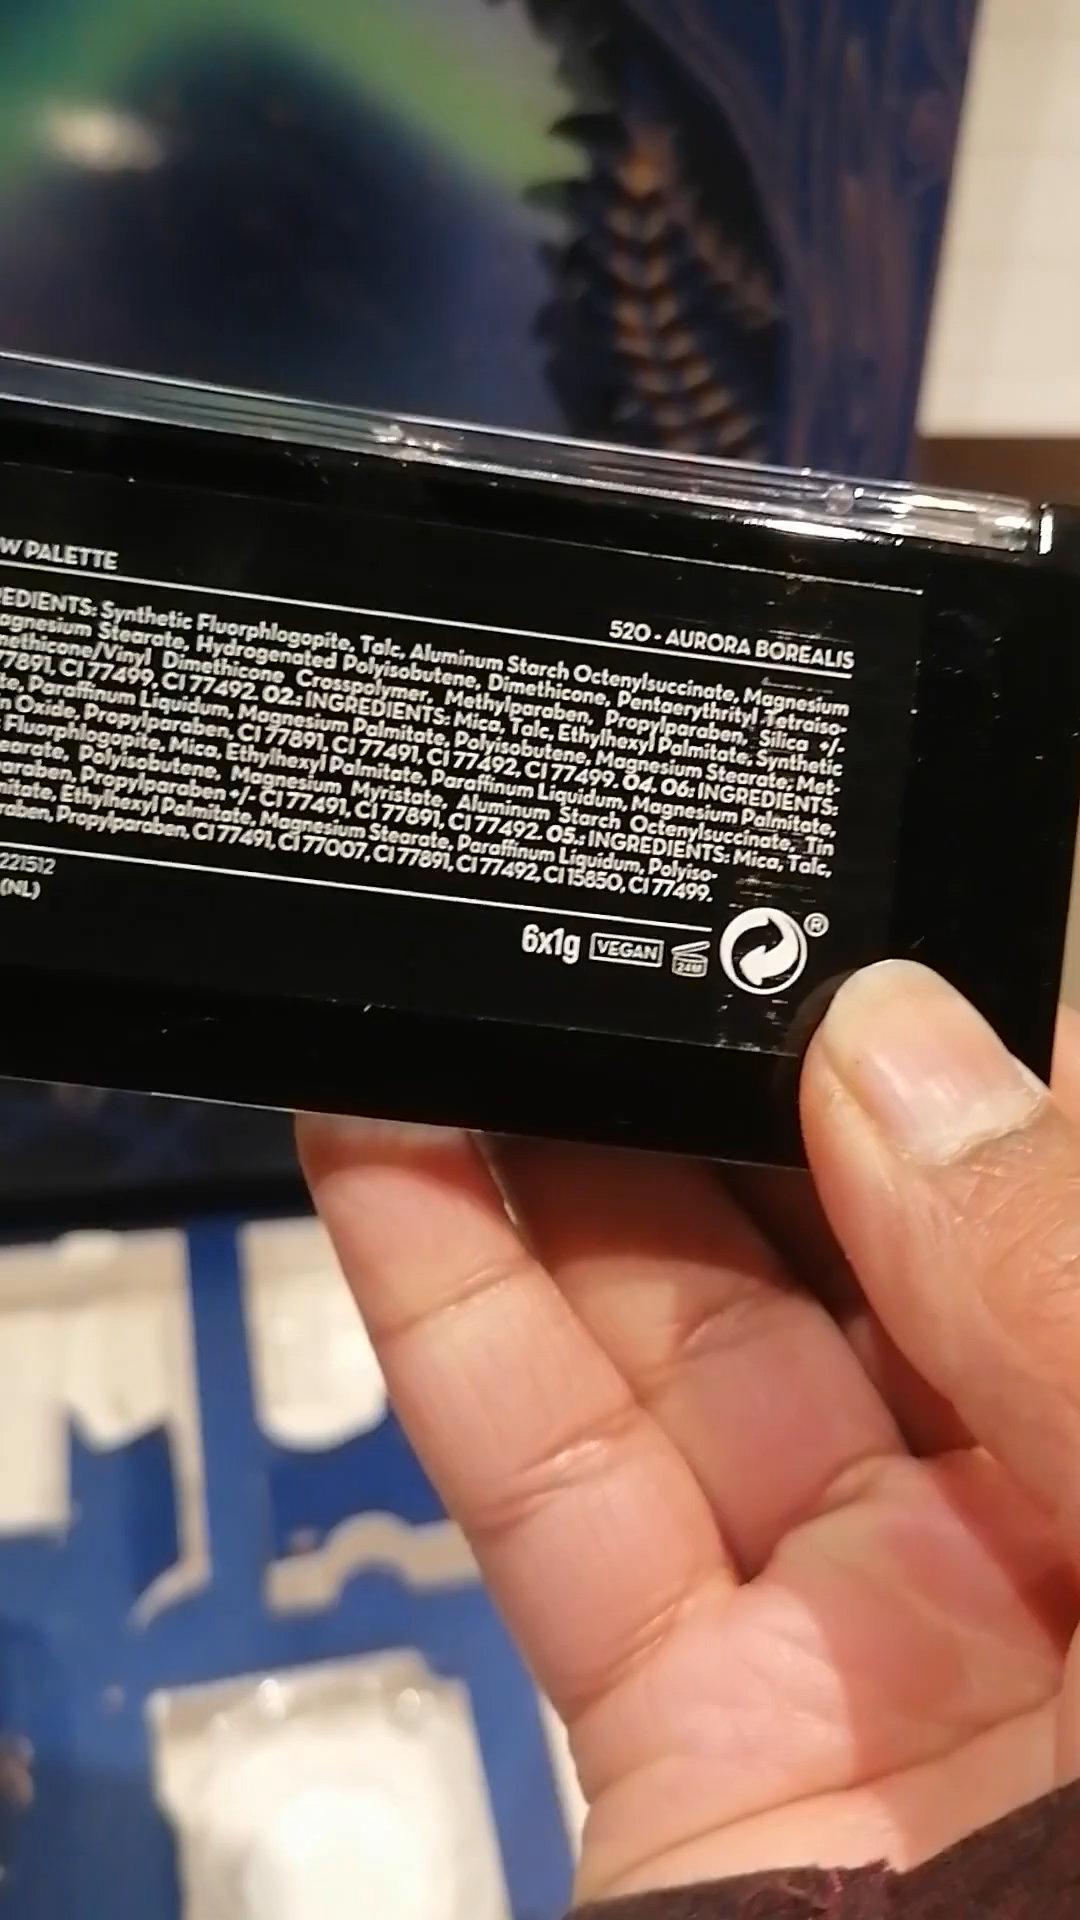 W PALETTE
520 - AURORA BOREALIS
EDIENTS: Synthetic Fluorphlogopite, Talc, Aluminum Starch Octenylsuccinate, Magnesium
agnesium Stearate, Hydrogenated Polyisobutene, Dimethicone, Pentaerythrityl Tetraiso-
methicone/Vinyl Dimethicone Crosspolymer, Methylparaben, Propylparaben, Silica +/-
77891, CI 77499, CI 77492. 02.: INGREDIENTS: Mica, Talc, Ethylhexyl Palmitate, Synthetic
te, Paraffinum Liquidum, Magnesium Palmitate, Polyisobutene, Magnesium Stearate, Met-
n Oxide, Propylparaben, CI 77891, CI 77491, CI 77492, CI 77499. 04. 06: INGREDIENTS:
Fluorphlogopite, Mica, Ethylhexyl Palmitate, Paraffinum Liquidum, Magnesium Palmitate,
earate, Polyisobutene, Magnesium Myristate, Aluminum Starch Octenylsuccinate, Tin
araben, Propylparaben +/- CI 77491, CI 77891, CI 77492. 05.: INGREDIENTS: Mica, Talc,
nitate, Ethylhexyl Palmitate, Magnesium Stearate, Paraffinum Liquidum, Polyiso-
raben, Propylparaben, CI 77491, CI 77007, CI 77891, CI 77492, CI 15850, CI 77499.
221512
(NL)
6x1g VEGAN 24M ®